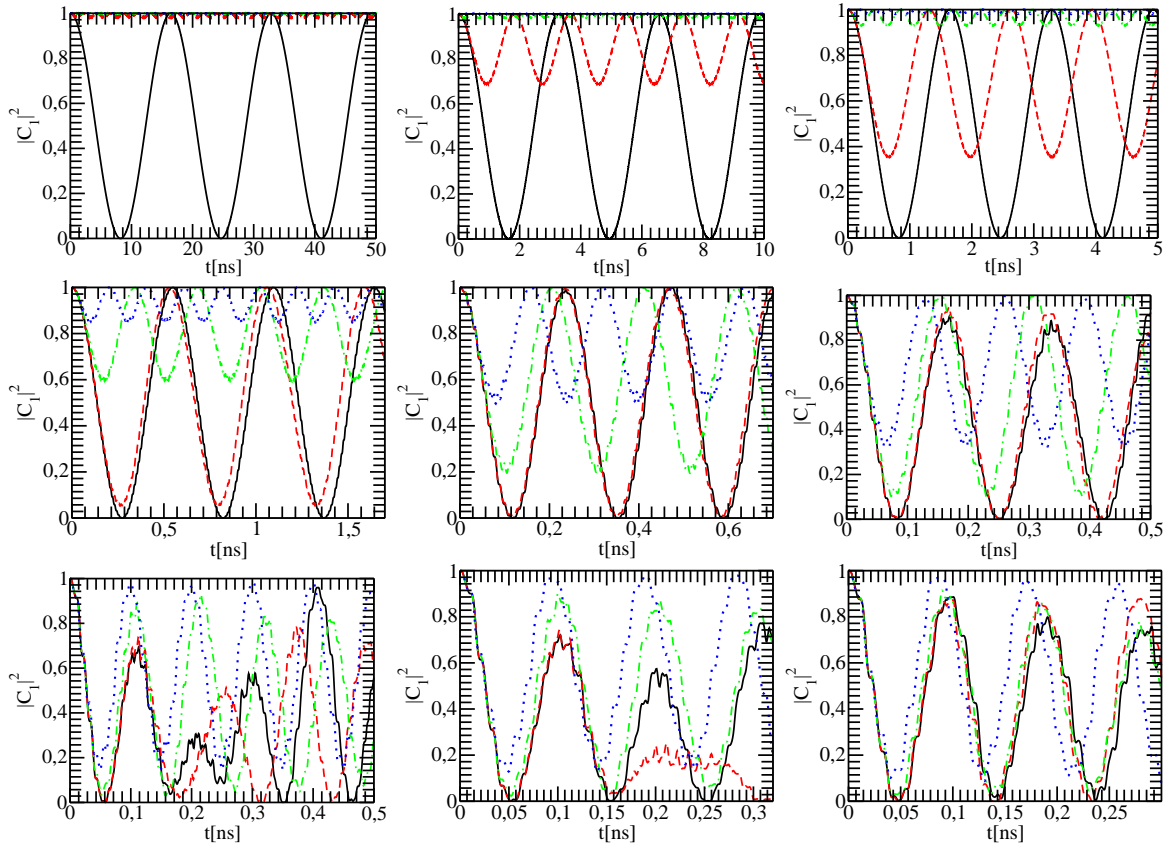 1
0,8
0,6
0,4
0,2
0
|C₁|²
0 10 20 30 40 50
t[ns]
1
0,8
0,6
0,4
0,2
0
|C₁|²
0 2 4 6 8 10
t[ns]
1
0,8
0,6
0,4
0,2
0
|C₁|²
0 1 2 3 4 5
t[ns]
1
0,8
0,6
0,4
0,2
0
|C₁|²
0 0,5 1 1,5
t[ns]
1
0,8
0,6
0,4
0,2
0
|C₁|²
0 0,2 0,4 0,6
t[ns]
1
0,8
0,6
0,4
0,2
0
|C₁|²
0 0,1 0,2 0,3 0,4 0,5
t[ns]
1
0,8
0,6
0,4
0,2
0
|C₁|²
0 0,1 0,2 0,3 0,4 0,5
t[ns]
1
0,8
0,6
0,4
0,2
0
|C₁|²
0 0,05 0,1 0,15 0,2 0,25 0,3
t[ns]
1
0,8
0,6
0,4
0,2
0
|C₁|²
0 0,05 0,1 0,15 0,2 0,25
t[ns]